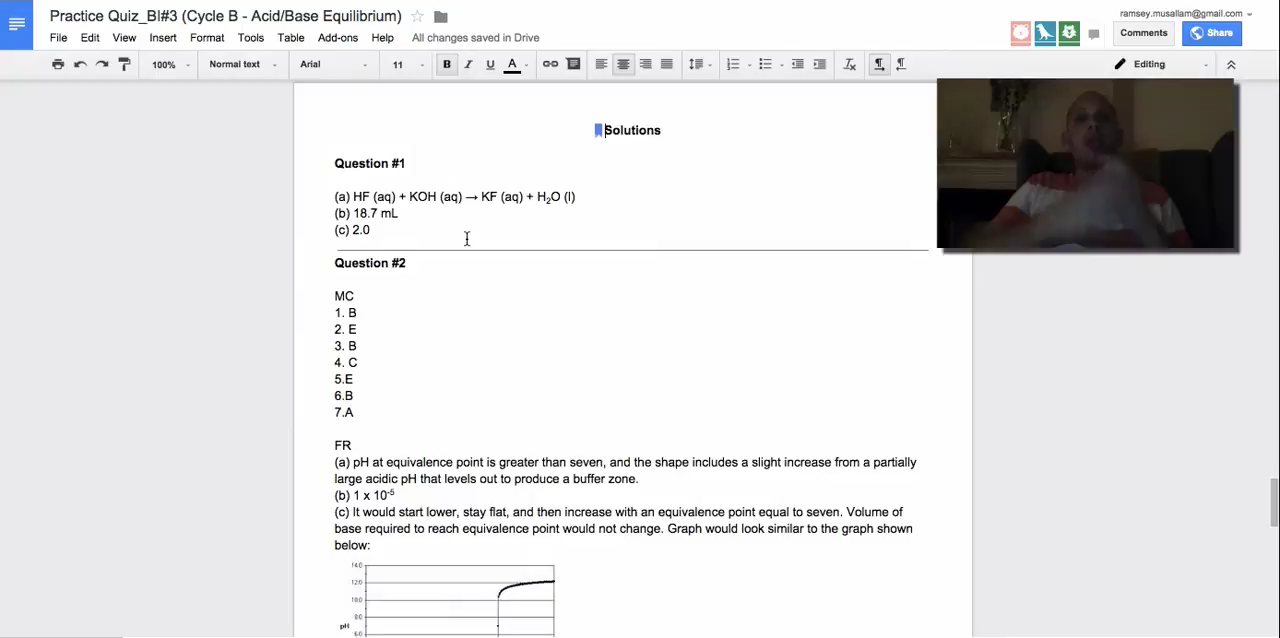 Practice Quiz_BI#3 (Cycle B - Acid/Base Equilibrium)
ramsey.musallam@gmail.com
File Edit View Insert Format Tools Table Add-ons Help All changes saved in Drive
Comments Share
100% Normal text Arial 11 B I U A Editing
Solutions
Question #1
(a) HF (aq) + KOH (aq) → KF (aq) + H₂O (l)
(b) 18.7 mL
(c) 2.0
Question #2
MC
1. B
2. E
3. B
4. C
5.E
6.B
7.A
FR
(a) pH at equivalence point is greater than seven, and the shape includes a slight increase from a partially
large acidic pH that levels out to produce a buffer zone.
(b) 1 x 10⁻⁵
(c) It would start lower, stay flat, and then increase with an equivalence point equal to seven. Volume of
base required to reach equivalence point would not change. Graph would look similar to the graph shown
below:
14.0
12.0
10.0
8.0
pH
6.0